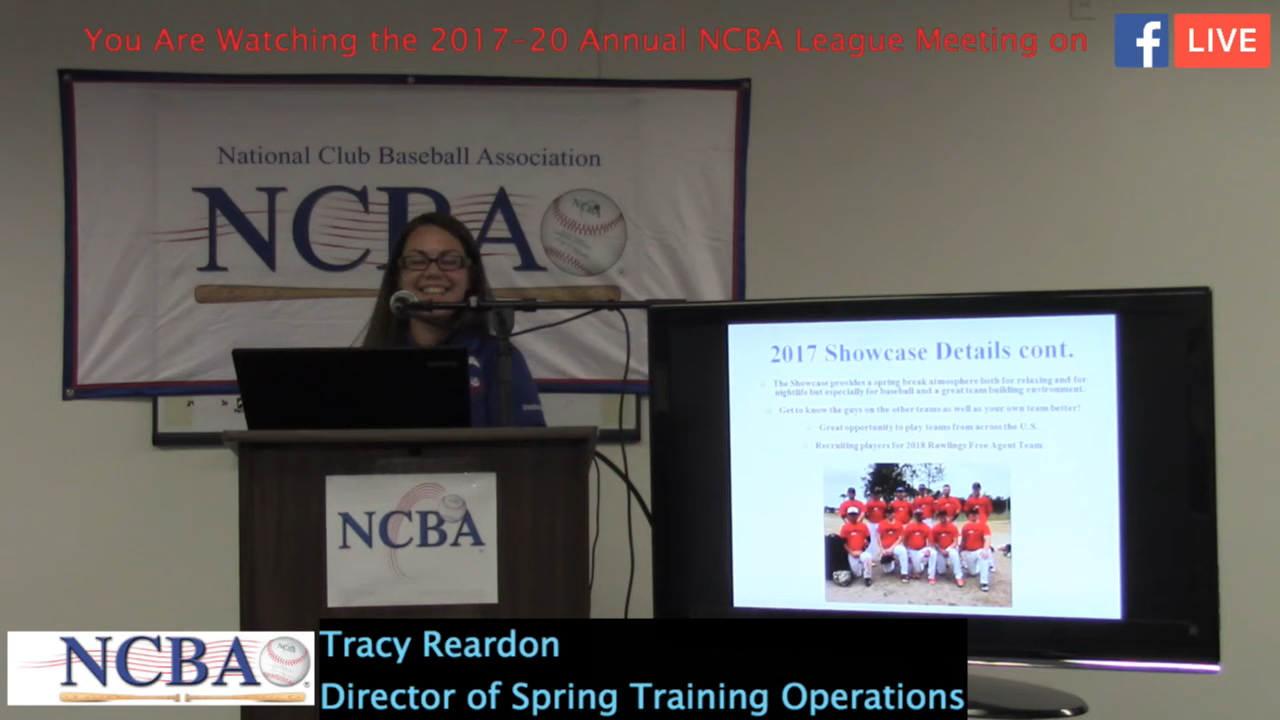 You Are Watching the 2017-20 Annual NCBA League Meeting on
f LIVE
National Club Baseball Association
NCBA
2017 Showcase Details cont.
The Showcase provides a spring break atmosphere both for relaxing and for
nightlife but especially for baseball and a great team building environment.
Get to know the guys on the other teams as well as your own team better!
Great opportunity to play teams from across the U.S.
Recruiting players for 2018 Rawlings Free Agent Team
NCBA
NCBA
Tracy Reardon
Director of Spring Training Operations